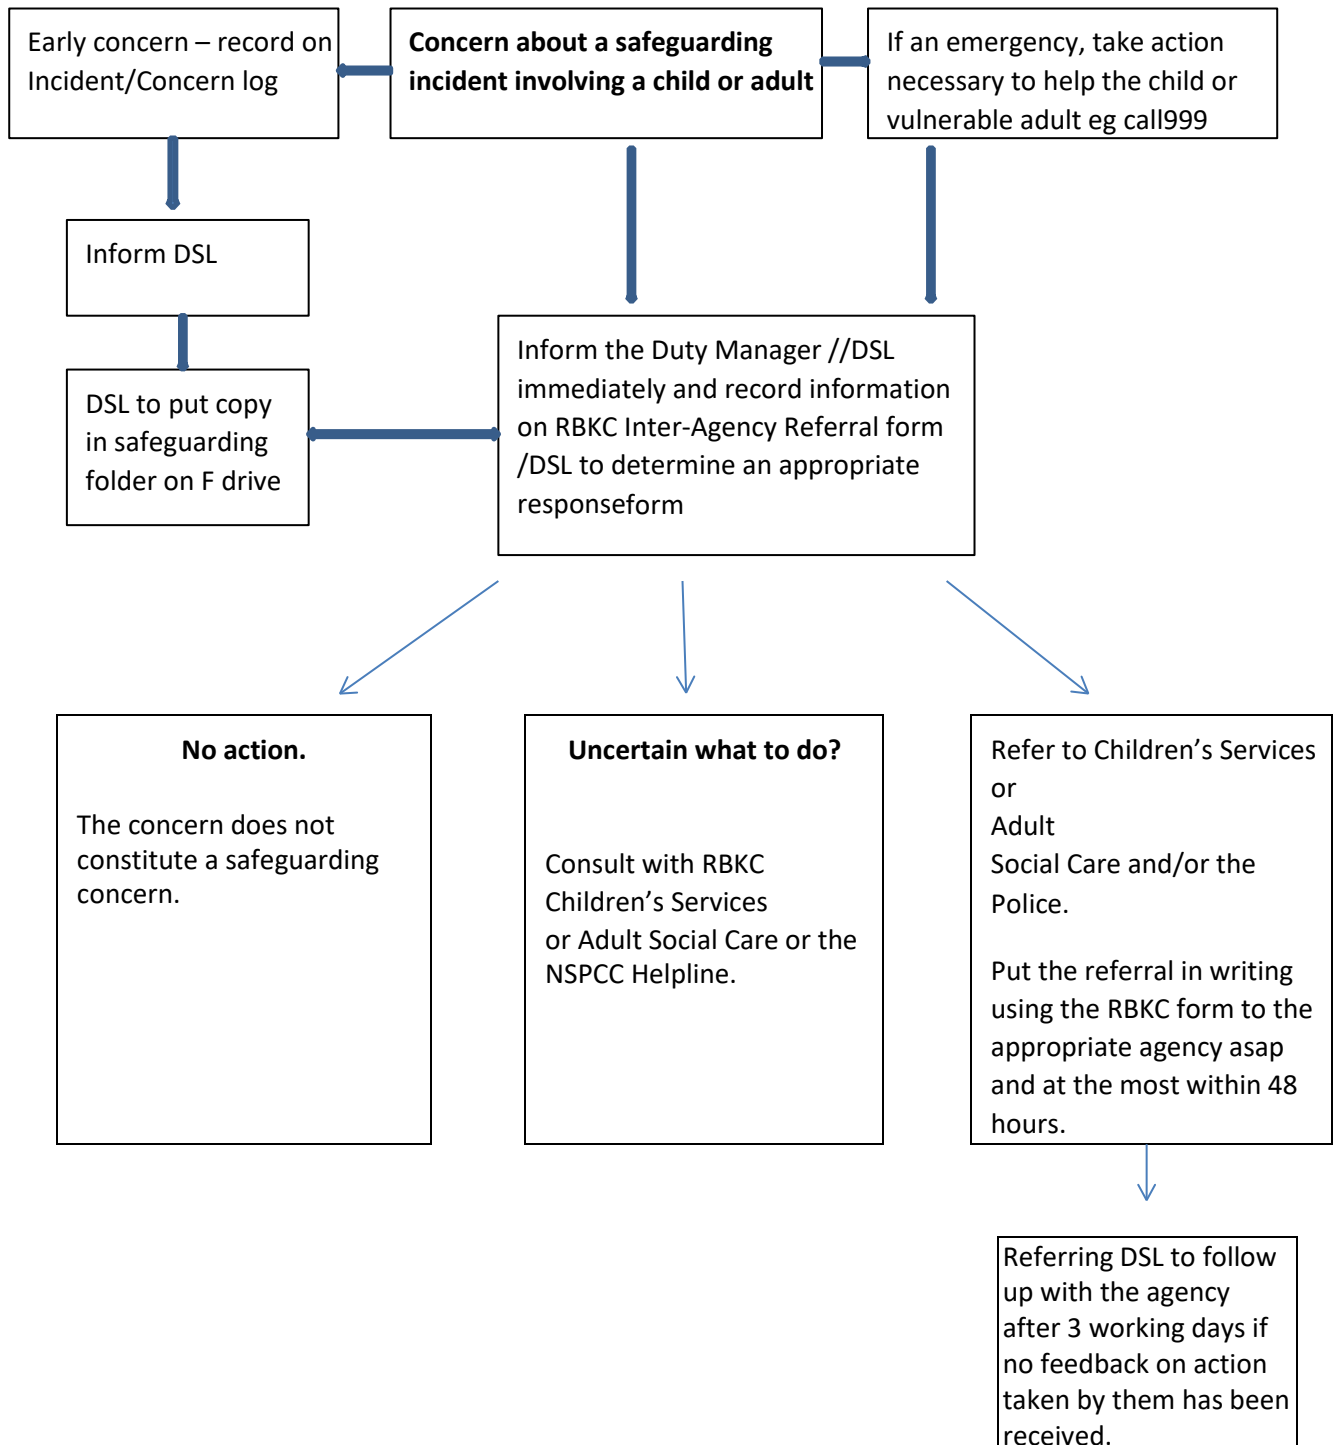 Early concern – record on
Incident/Concern log
Concern about a safeguarding
incident involving a child or adult
If an emergency, take action
necessary to help the child or
vulnerable adult eg call999
Inform DSL
DSL to put copy
in safeguarding
folder on F drive
Inform the Duty Manager //DSL
immediately and record information
on RBKC Inter-Agency Referral form
/DSL to determine an appropriate
responseform
No action.
The concern does not
constitute a safeguarding
concern.
Uncertain what to do?
Consult with RBKC
Children’s Services
or Adult Social Care or the
NSPCC Helpline.
Refer to Children’s Services
or
Adult
Social Care and/or the
Police.
Put the referral in writing
using the RBKC form to the
appropriate agency asap
and at the most within 48
hours.
Referring DSL to follow
up with the agency
after 3 working days if
no feedback on action
taken by them has been
received.